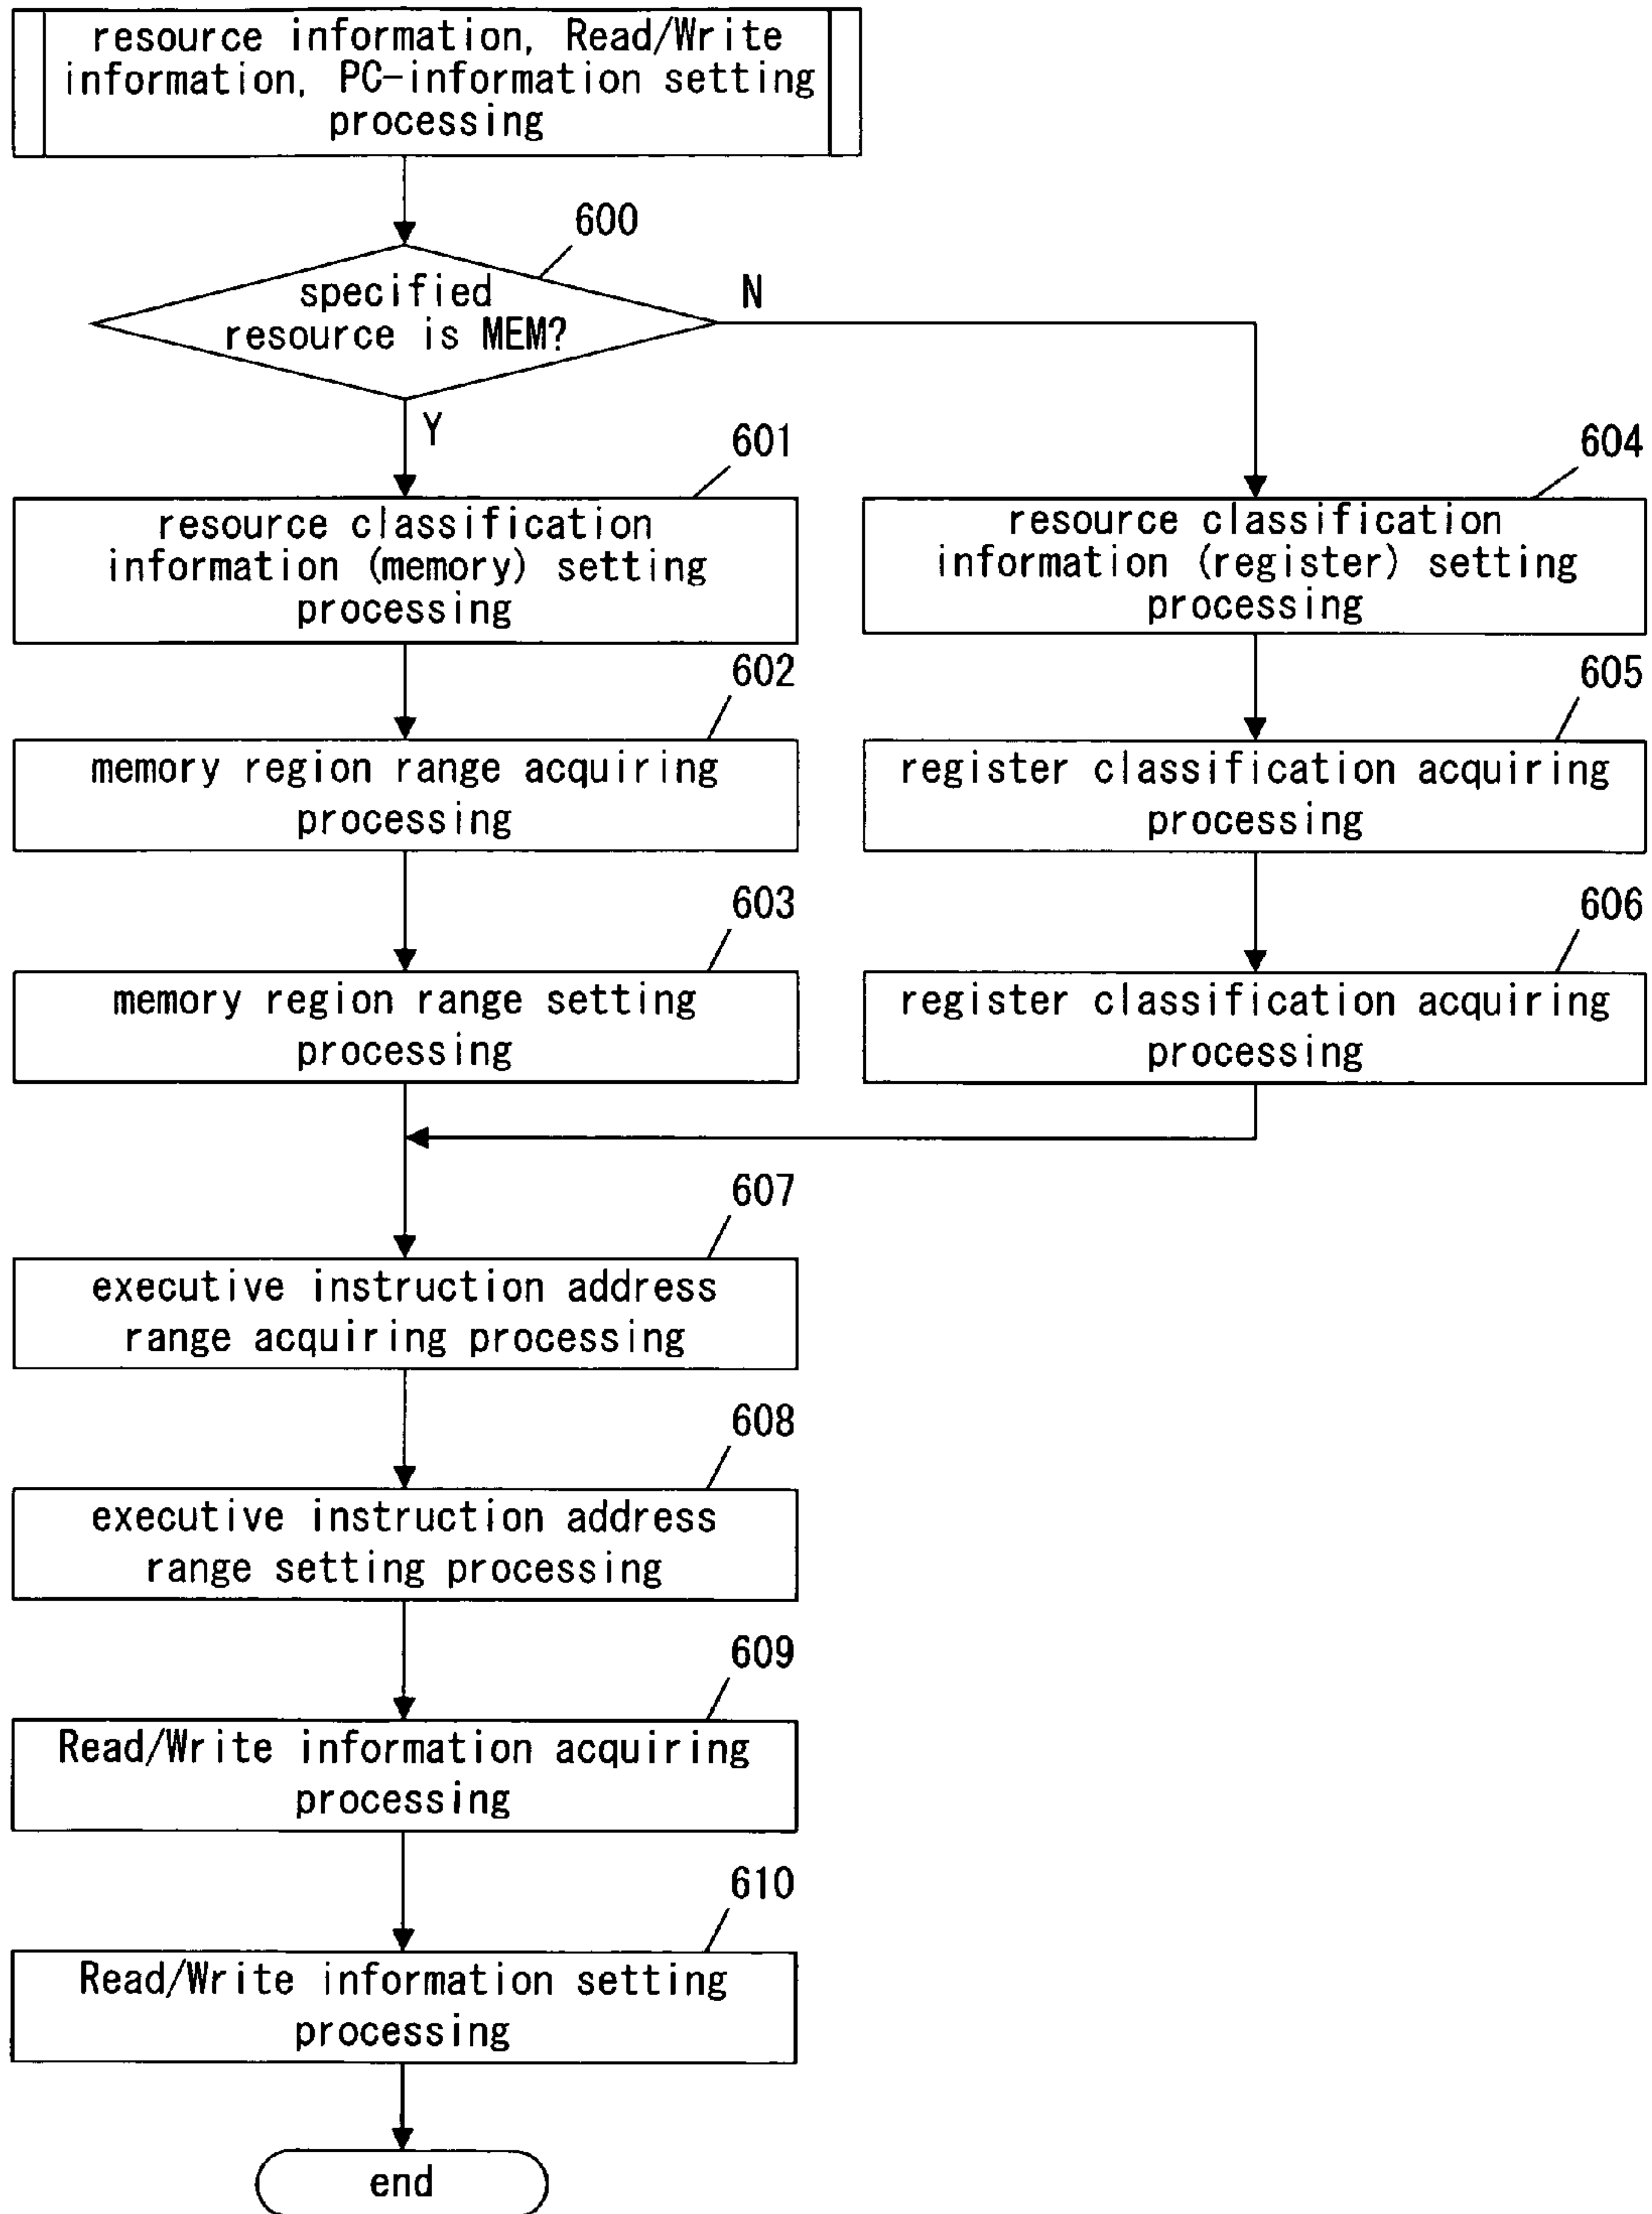 resource information, Read/Write
information, PC-information setting
processing
600
specified
resource is MEM?
N
Y
601
resource classification
information (memory) setting
processing
604
resource classification
information (register) setting
processing
602
memory region range acquiring
processing
605
register classification acquiring
processing
603
memory region range setting
processing
606
register classification acquiring
processing
607
executive instruction address
range acquiring processing
608
executive instruction address
range setting processing
609
Read/Write information acquiring
processing
610
Read/Write information setting
processing
end